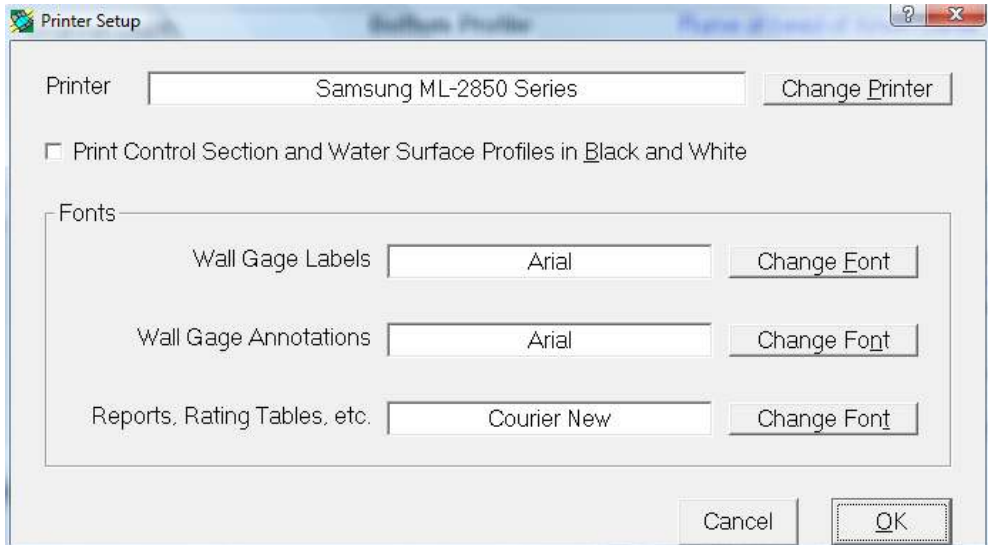 Printer Setup
Bottom Profile
Printer Samsung ML-2850 Series Change Printer
Print Control Section and Water Surface Profiles in Black and White
Fonts
Wall Gage Labels Arial Change Font
Wall Gage Annotations Arial Change Font
Reports, Rating Tables, etc. Courier New Change Font
Cancel OK